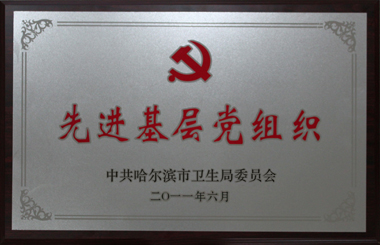 先进基层党组织
中共哈尔滨市卫生局委员会
二〇一一年六月